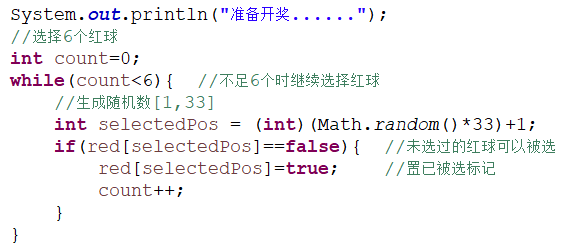 System.out.println("准备开奖......");
//选择6个红球
int count=0;
while(count<6){  //不足6个时继续选择红球
    //生成随机数[1,33]
    int selectedPos = (int)(Math.random()*33)+1;
    if(red[selectedPos]==false){  //未选过的红球可以被选
        red[selectedPos]=true;    //置已被选标记
        count++;
    }
}